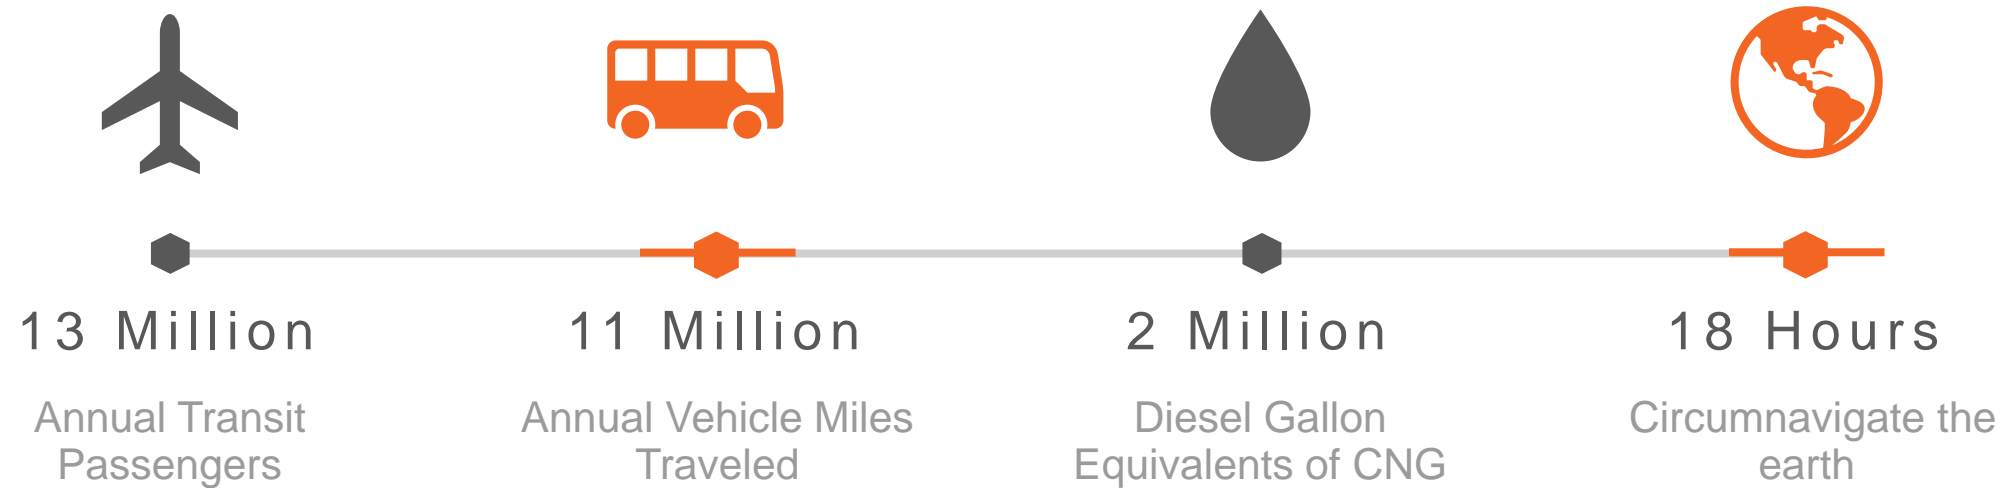 13 Million
Annual Transit
Passengers
11 Million
Annual Vehicle Miles
Traveled
2 Million
Diesel Gallon
Equivalents of CNG
18 Hours
Circumnavigate the
earth